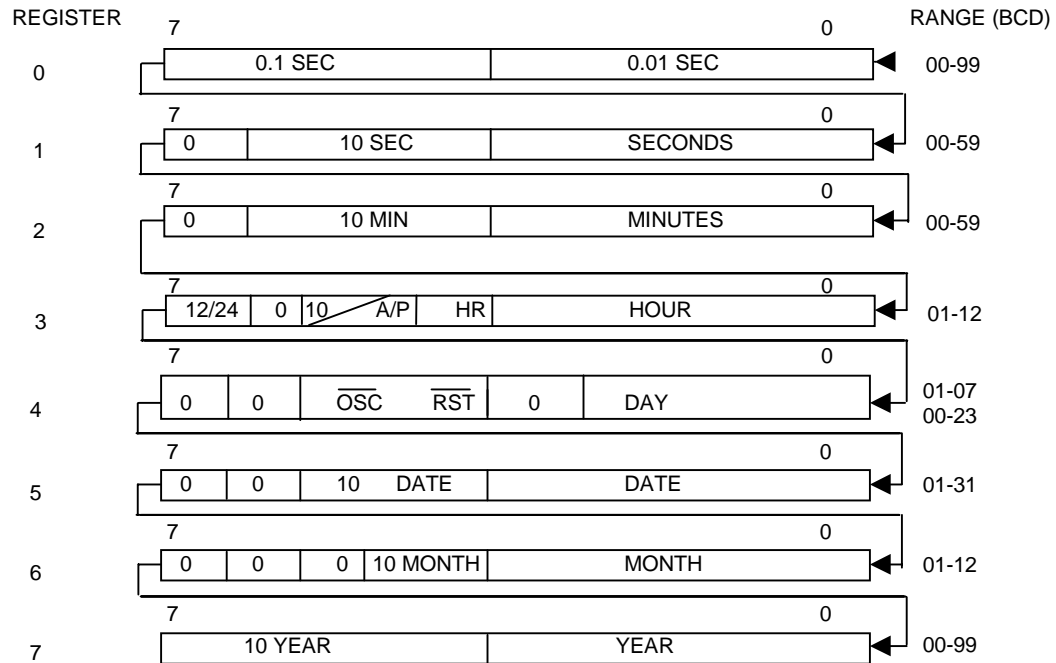 REGISTER 7 0 RANGE (BCD)
0 0.1 SEC 0.01 SEC 00-99
7 0
1 0 10 SEC SECONDS 00-59
7 0
2 0 10 MIN MINUTES 00-59
7 0
3 12/24 0 10 A/P HR HOUR 01-12
7 0
4 0 0 OSC RST 0 DAY 01-07
00-23
7 0
5 0 0 10 DATE DATE 01-31
7 0
6 0 0 0 10 MONTH MONTH 01-12
7 0
7 10 YEAR YEAR 00-99